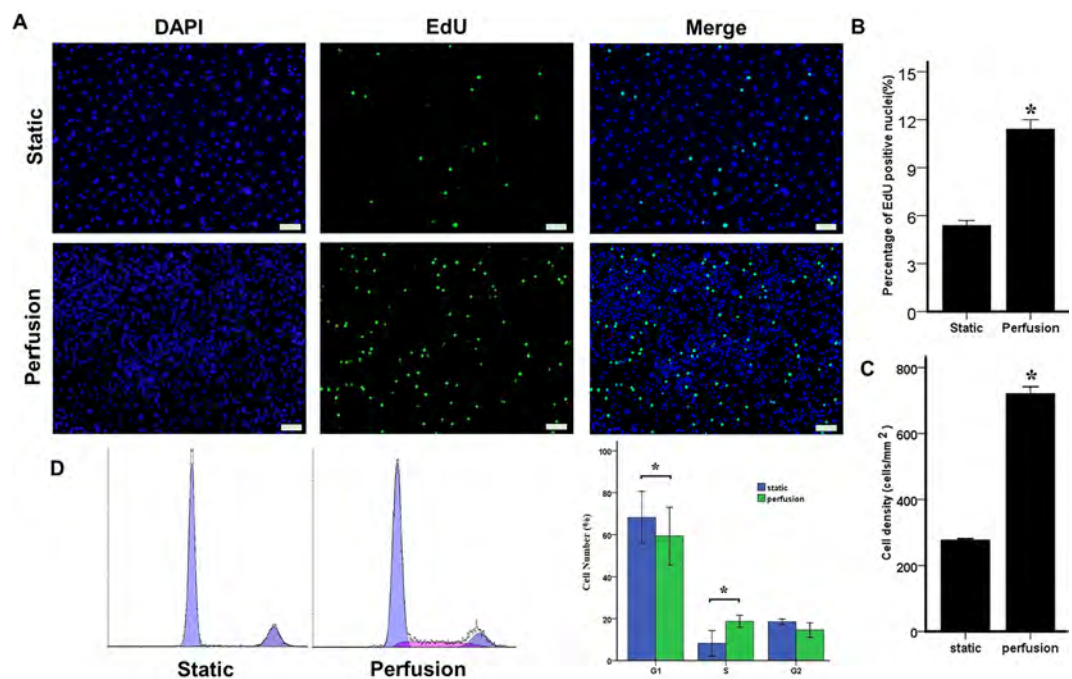 A
DAPI
EdU
Merge
Static
Perfusion
B
Percentage of EdU positive nuclei(%)
15
12
9
6
3
0
*
Static
Perfusion
C
Cell density (cells/mm²)
800
600
400
200
0
*
static
perfusion
D
Static
Perfusion
Cell Number (%)
100
80
60
40
20
0
*
*
static
perfusion
G1
S
G2